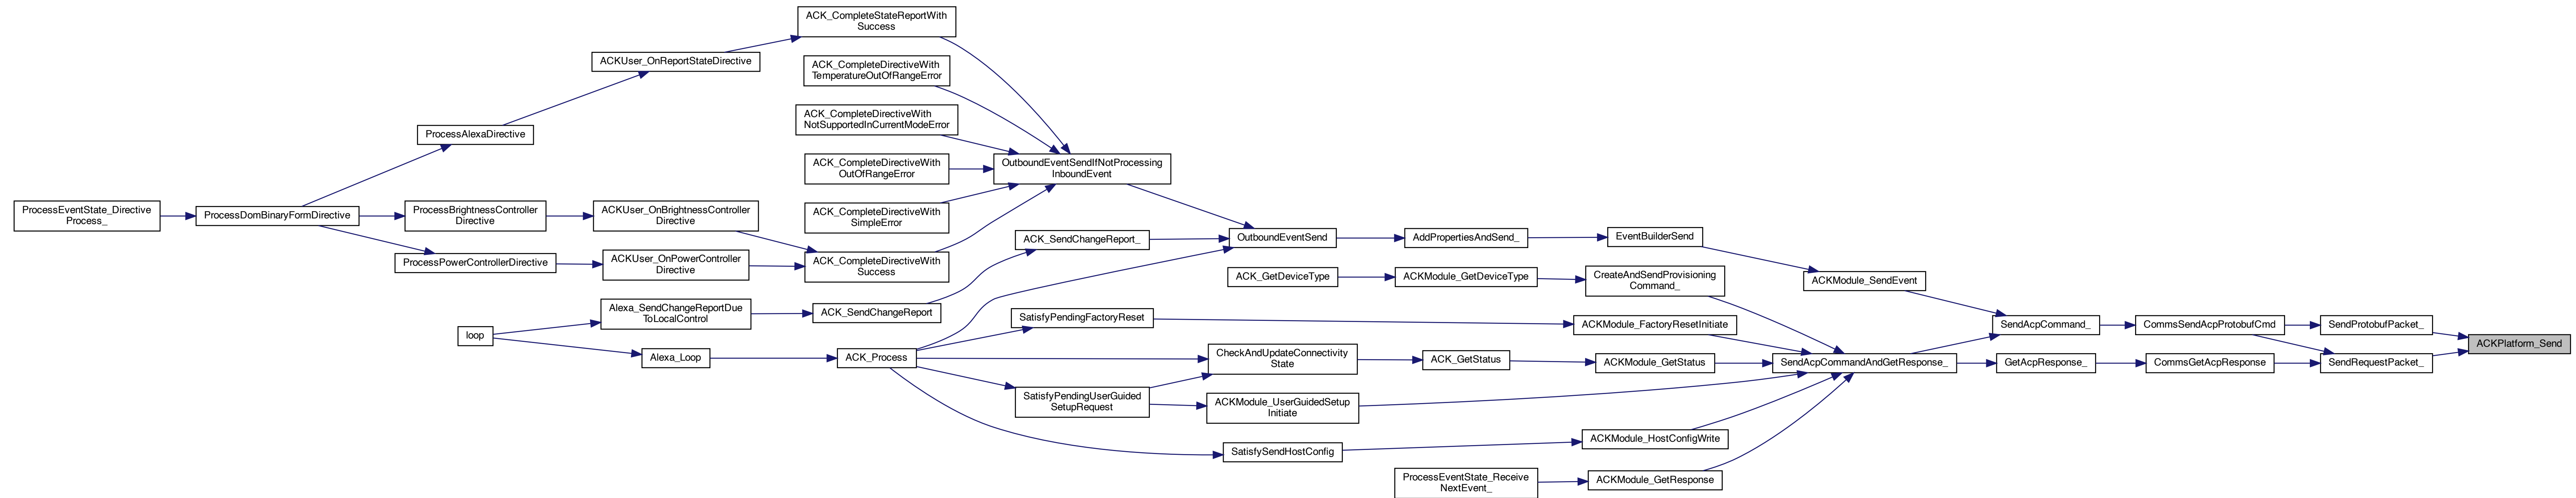 ACK_CompleteStateReportWith
Success
ACKUser_OnReportStateDirective
ACK_CompleteDirectiveWith
TemperatureOutOfRangeError
ACK_CompleteDirectiveWith
NotSupportedInCurrentModeError
ProcessAlexaDirective
ACK_CompleteDirectiveWith
OutOfRangeError
OutboundEventSendIfNotProcessing
InboundEvent
ProcessEventState_Directive
Process_
ProcessDomBinaryFormDirective
ProcessBrightnessController
Directive
ACKUser_OnBrightnessController
Directive
ACK_CompleteDirectiveWith
SimpleError
ProcessPowerControllerDirective
ACKUser_OnPowerController
Directive
ACK_CompleteDirectiveWith
Success
ACK_SendChangeReport_
OutboundEventSend
AddPropertiesAndSend_
EventBuilderSend
ACK_GetDeviceType
ACKModule_GetDeviceType
CreateAndSendProvisioning
Command_
ACKModule_SendEvent
loop
Alexa_SendChangeReportDue
ToLocalControl
ACK_SendChangeReport
SatisfyPendingFactoryReset
ACKModule_FactoryResetInitiate
SendAcpCommand_
CommsSendAcpProtobufCmd
SendProtobufPacket_
ACKPlatform_Send
Alexa_Loop
ACK_Process
CheckAndUpdateConnectivity
State
ACK_GetStatus
ACKModule_GetStatus
SendAcpCommandAndGetResponse_
GetAcpResponse_
CommsGetAcpResponse
SendRequestPacket_
SatisfyPendingUserGuided
SetupRequest
ACKModule_UserGuidedSetup
Initiate
SatisfySendHostConfig
ACKModule_HostConfigWrite
ProcessEventState_Receive
NextEvent_
ACKModule_GetResponse